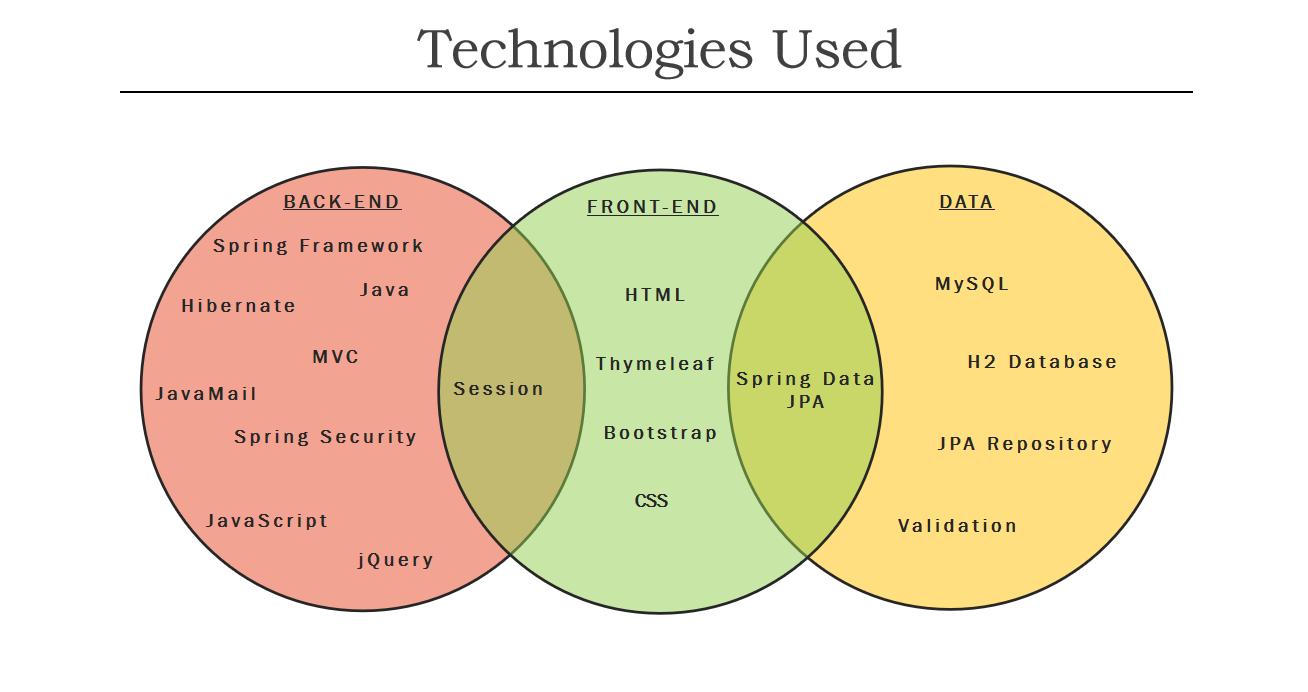 Technologies Used
BACK-END
Spring Framework
Java
Hibernate
MVC
JavaMail
Spring Security
JavaScript
jQuery
Session
FRONT-END
HTML
Thymeleaf
Bootstrap
CSS
Spring Data
JPA
DATA
MySQL
H2 Database
JPA Repository
Validation